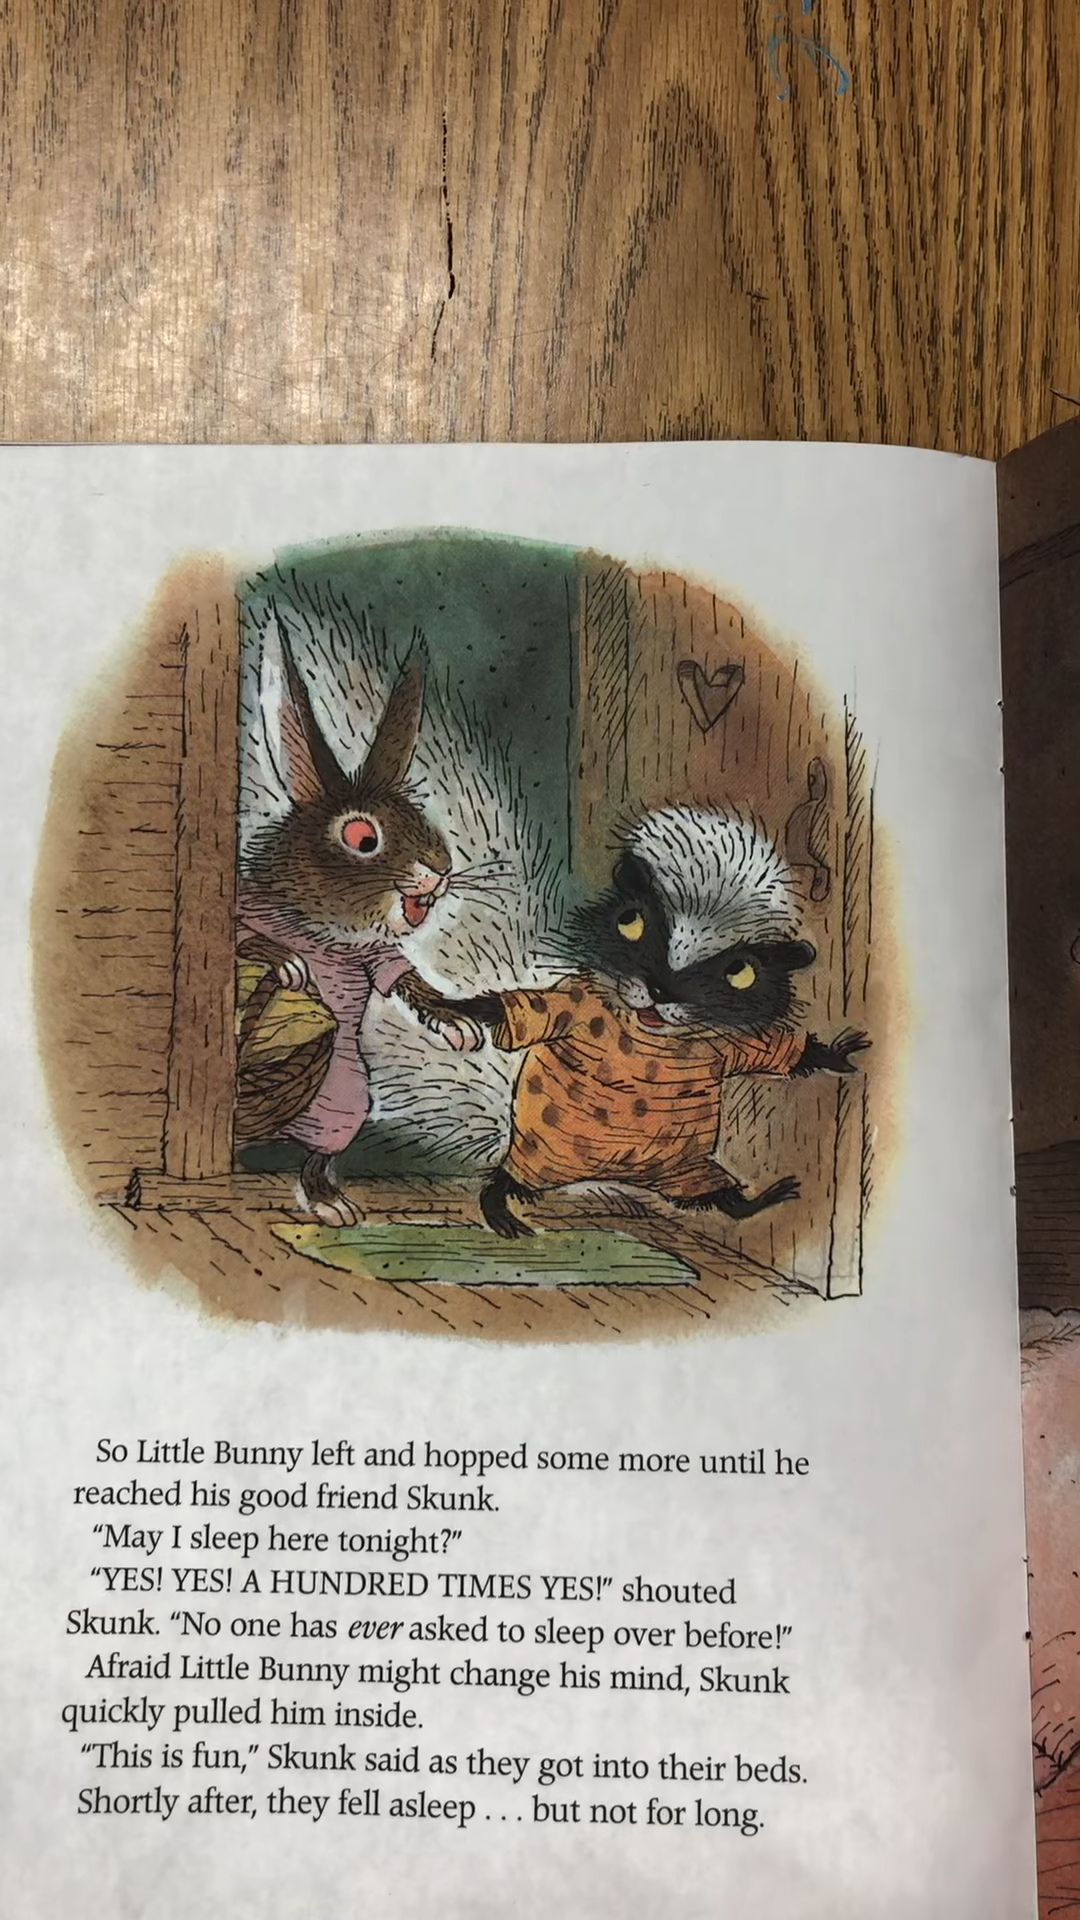 So Little Bunny left and hopped some more until he
reached his good friend Skunk.
“May I sleep here tonight?”
“YES! YES! A HUNDRED TIMES YES!” shouted
Skunk. “No one has ever asked to sleep over before!”
Afraid Little Bunny might change his mind, Skunk
quickly pulled him inside.
“This is fun,” Skunk said as they got into their beds.
Shortly after, they fell asleep . . . but not for long.